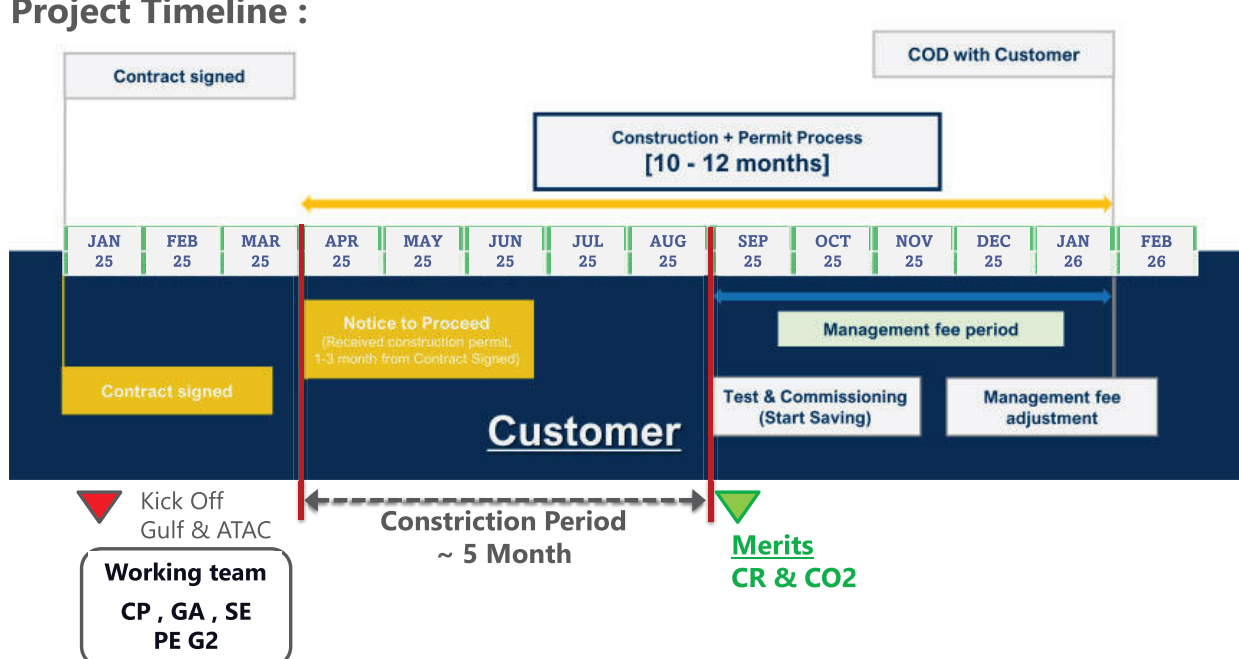 Project Timeline :
Contract signed
COD with Customer
Construction + Permit Process
[10 - 12 months]
JAN FEB MAR APR MAY JUN JUL AUG SEP OCT NOV DEC JAN FEB
25 25 25 25 25 25 25 25 25 25 25 25 26 26
Notice to Proceed
(Received construction permit,
1-3 month from Contract Signed)
Management fee period
Contract signed
Test & Commissioning
(Start Saving)
Management fee
adjustment
Customer
Kick Off
Gulf & ATAC
Constriction Period
~ 5 Month
Merits
CR & CO2
Working team
CP , GA , SE
PE G2